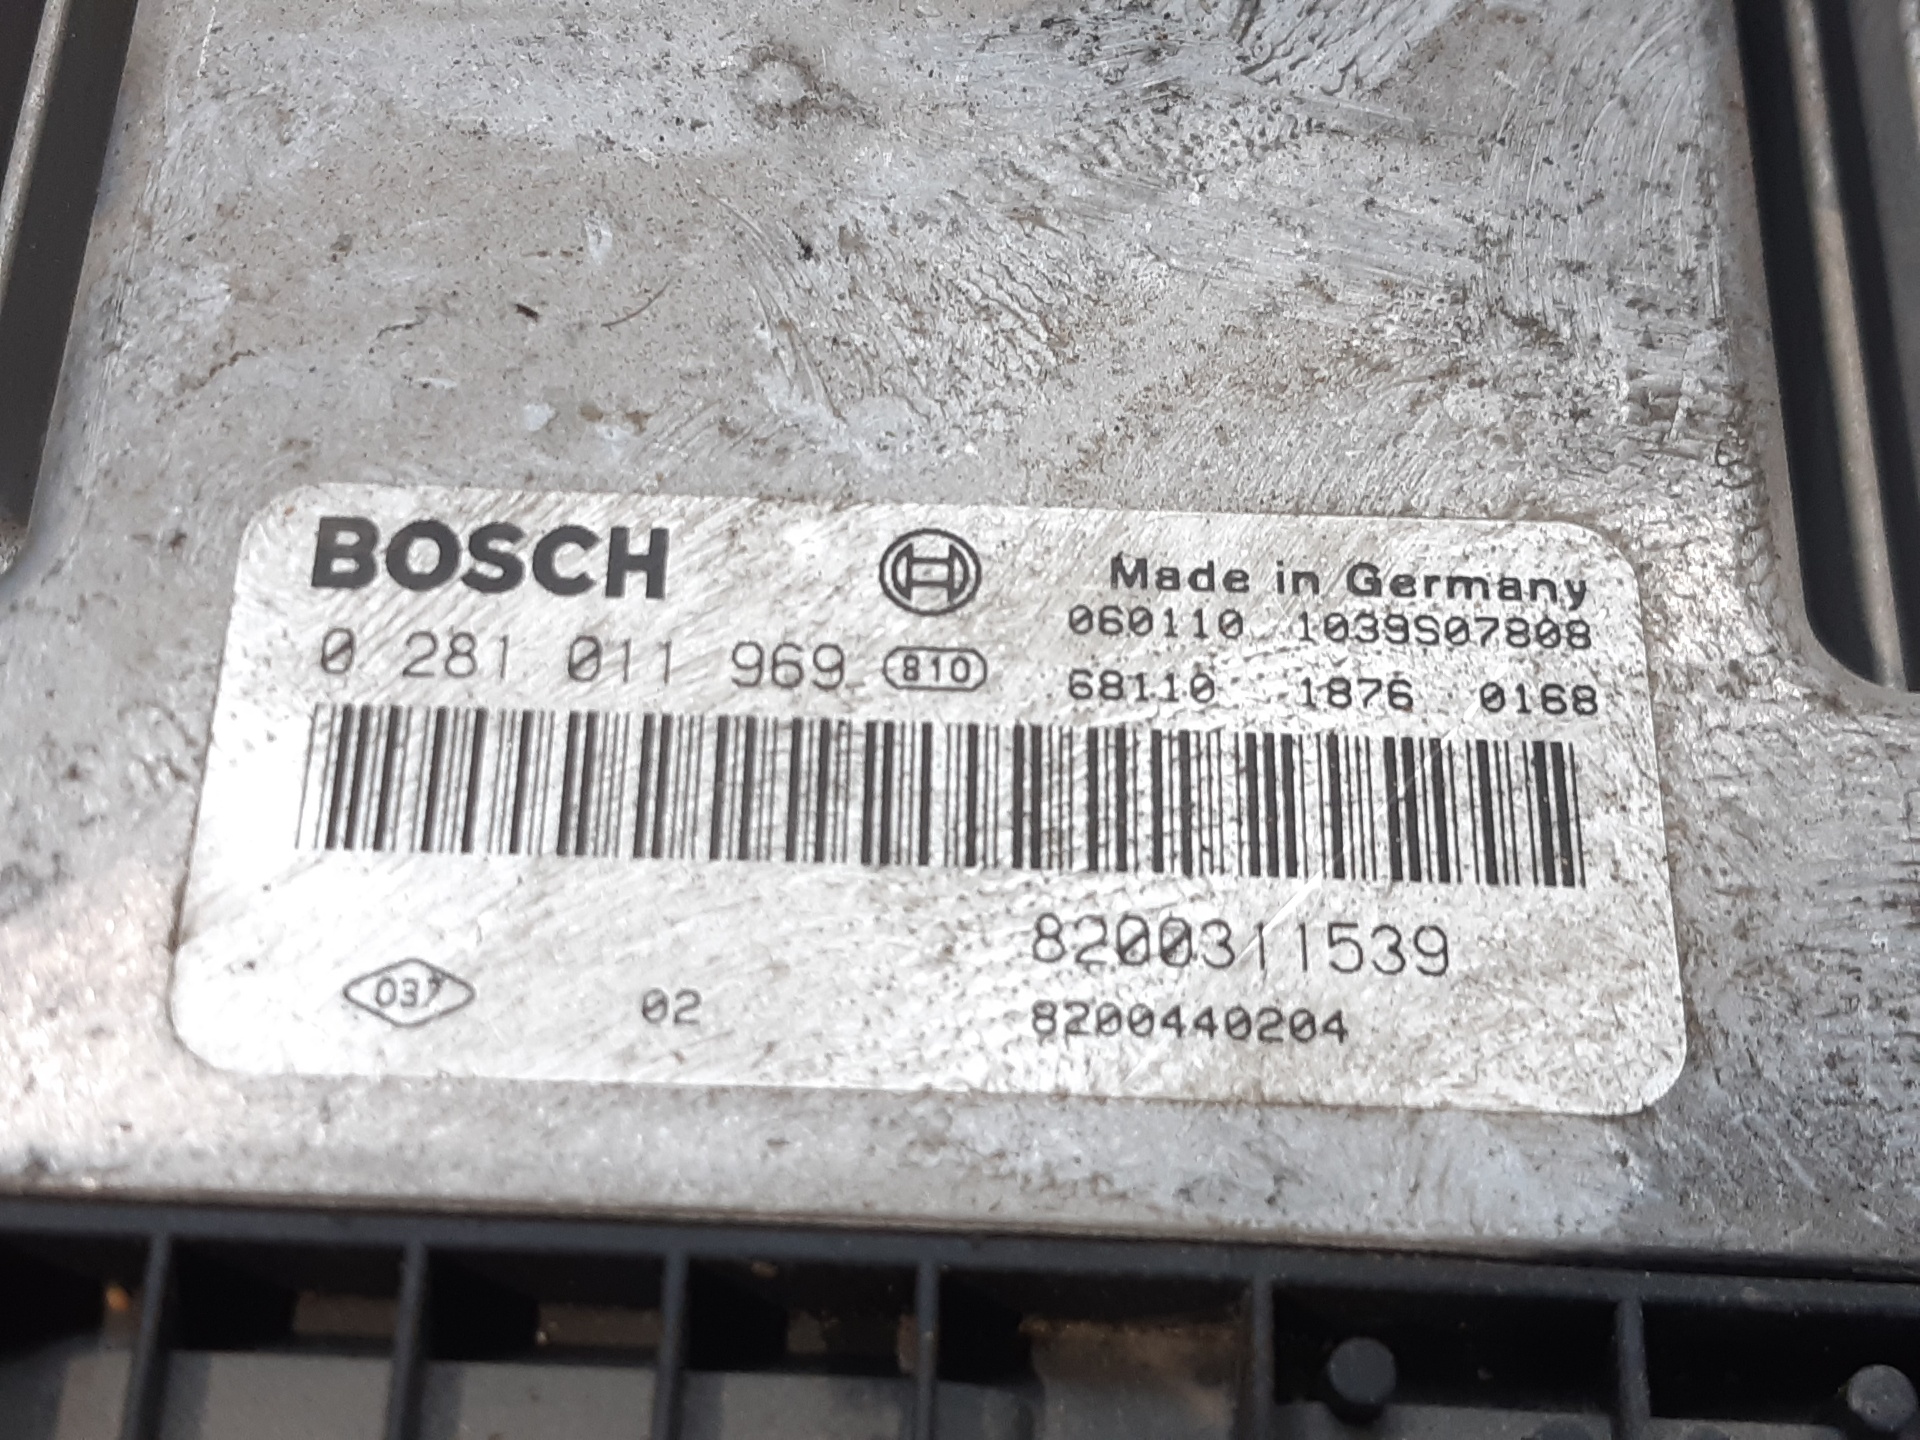 BOSCH
Made in Germany
060110 1039S07808
0 281 011 969 810
68110 1876 0168
8200311539
037 02 8200440204